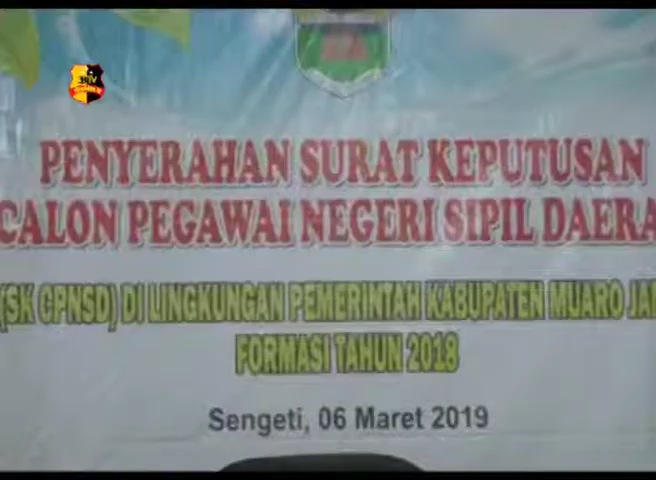 PENYERAHAN SURAT KEPUTUSAN
CALON PEGAWAI NEGERI SIPIL DAERA
(SK CPNSD) DI LINGKUNGAN PEMERINTAH KABUPATEN MUARO JA
FORMASI TAHUN 2018
Sengeti, 06 Maret 2019